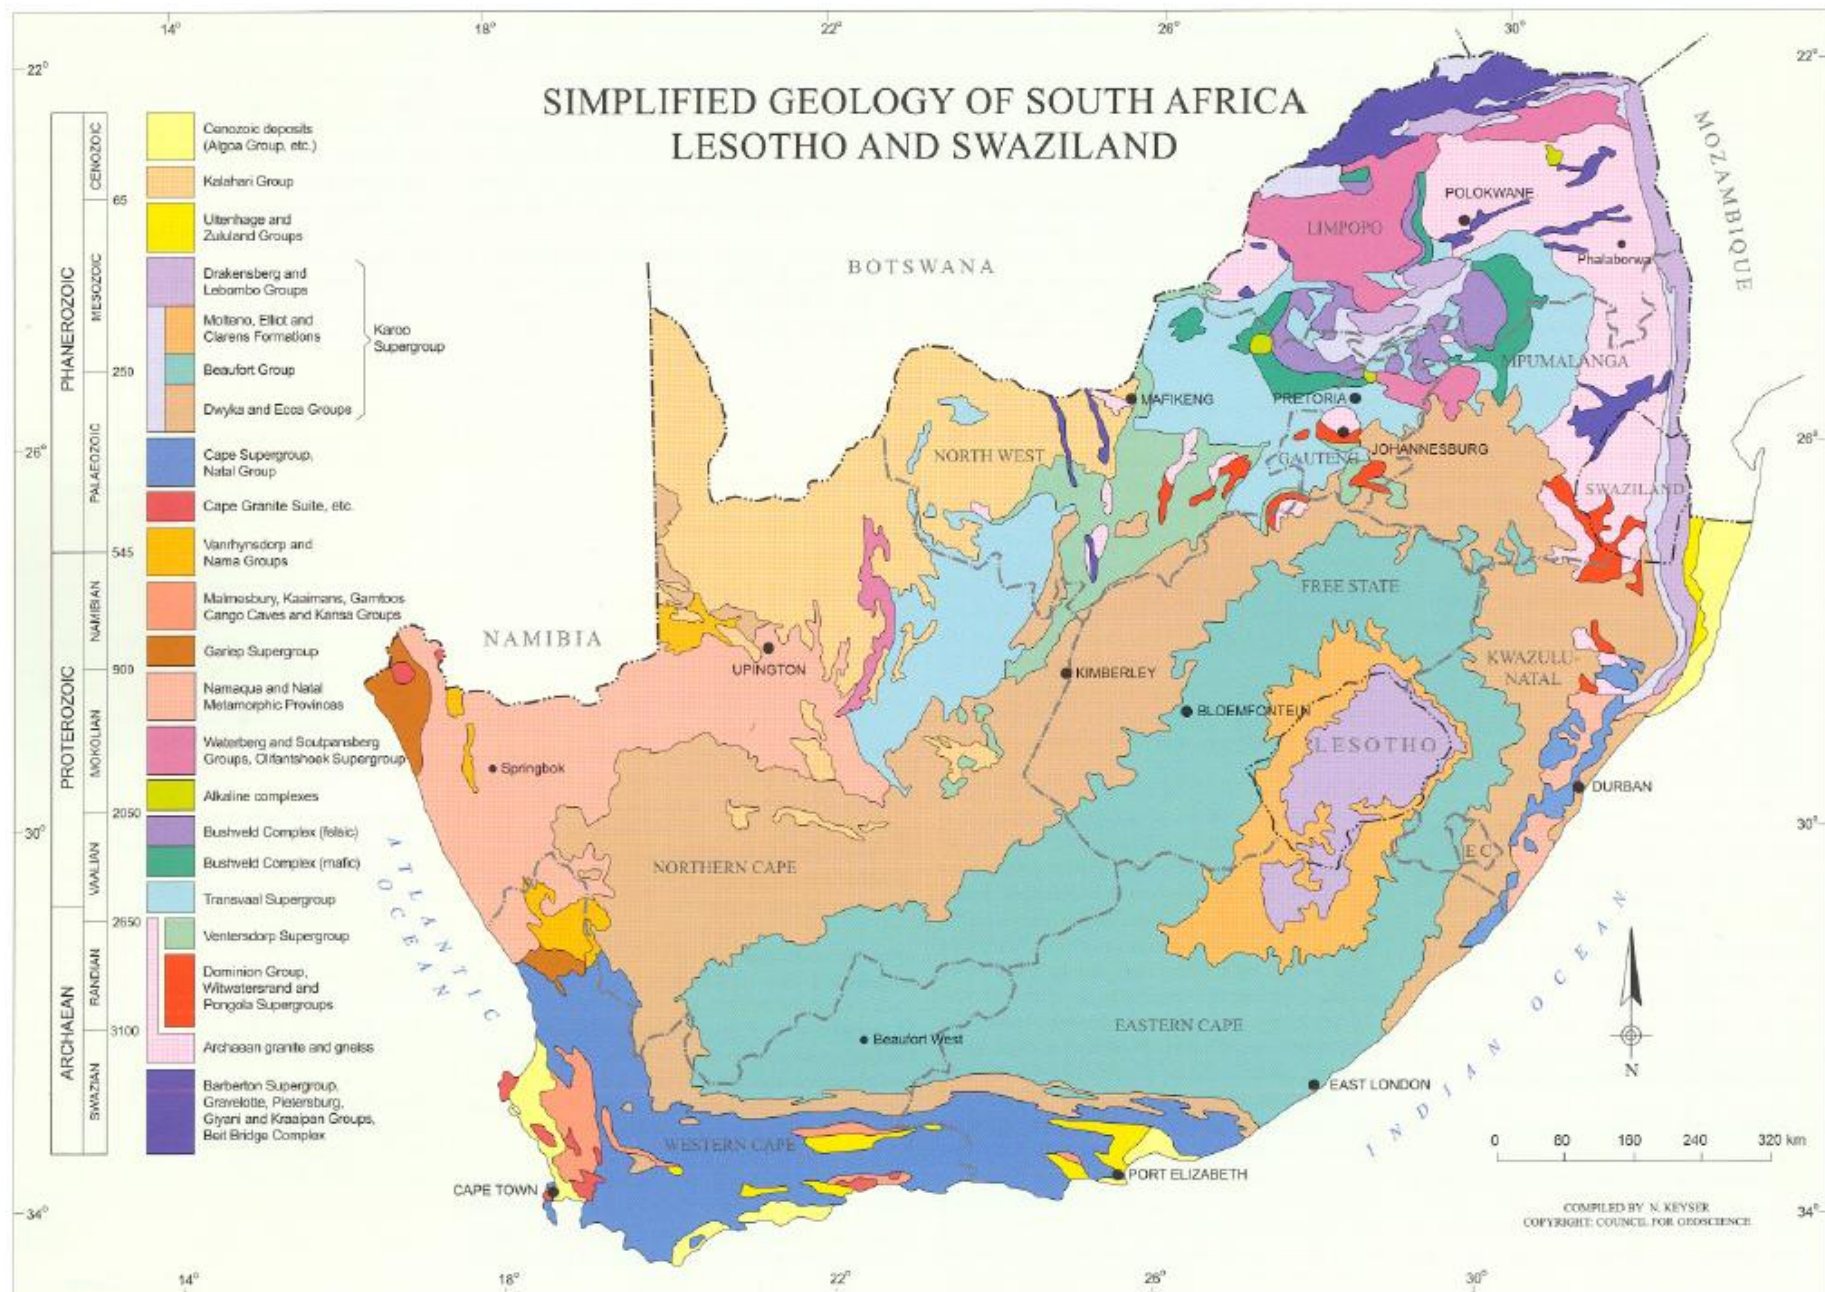 14°
18°
22°
26°
30°
22°
22°
SIMPLIFIED GEOLOGY OF SOUTH AFRICA
LESOTHO AND SWAZILAND
CENOZOIC
MESOZOIC
PALAEOZOIC
NAMIBIAN
MOKOLIAN
VAALIAN
RANDIAN
SWAZIAN
PHANEROZOIC
PROTEROZOIC
ARCHAEAN
65
250
545
900
2050
2650
3100
Cenozoic deposits
(Algoa Group, etc.)
Kalahari Group
Uitenhage and
Zululand Groups
Drakensberg and
Lebombo Groups
Molteno, Elliot and
Clarens Formations
Beaufort Group
Dwyka and Ecca Groups
Karoo
Supergroup
Cape Supergroup,
Natal Group
Cape Granite Suite, etc.
Vanrhynsdorp and
Nama Groups
Malmesbury, Kaaimans, Gamtoos
Cango Caves and Kansa Groups
Gariep Supergroup
Namaqua and Natal
Metamorphic Provinces
Waterberg and Soutpansberg
Groups, Olifantshoek Supergroup
Alkaline complexes
Bushveld Complex (felsic)
Bushveld Complex (mafic)
Transvaal Supergroup
Ventersdorp Supergroup
Dominion Group,
Witwatersrand and
Pongola Supergroups
Archaean granite and gneiss
Barberton Supergroup,
Gravelotte, Pietersburg,
Giyani and Kraaipan Groups,
Beit Bridge Complex
MOZAMBIQUE
BOTSWANA
NAMIBIA
LIMPOPO
POLOKWANE
Phalaborwa
MPUMALANGA
MAFIKENG
PRETORIA
JOHANNESBURG
GAUTENG
NORTH WEST
SWAZILAND
FREE STATE
UPINGTON
KIMBERLEY
KWAZULU-
NATAL
BLOEMFONTEIN
LESOTHO
Springbok
DURBAN
NORTHERN CAPE
E C
ATLANTIC
OCEAN
EASTERN CAPE
Beaufort West
EAST LONDON
INDIAN OCEAN
WESTERN CAPE
PORT ELIZABETH
CAPE TOWN
N
0 80 160 240 320 km
COMPILED BY N. KEYSER
COPYRIGHT: COUNCIL FOR GEOSCIENCE
26°
26°
30°
30°
34°
34°
14°
18°
22°
26°
30°